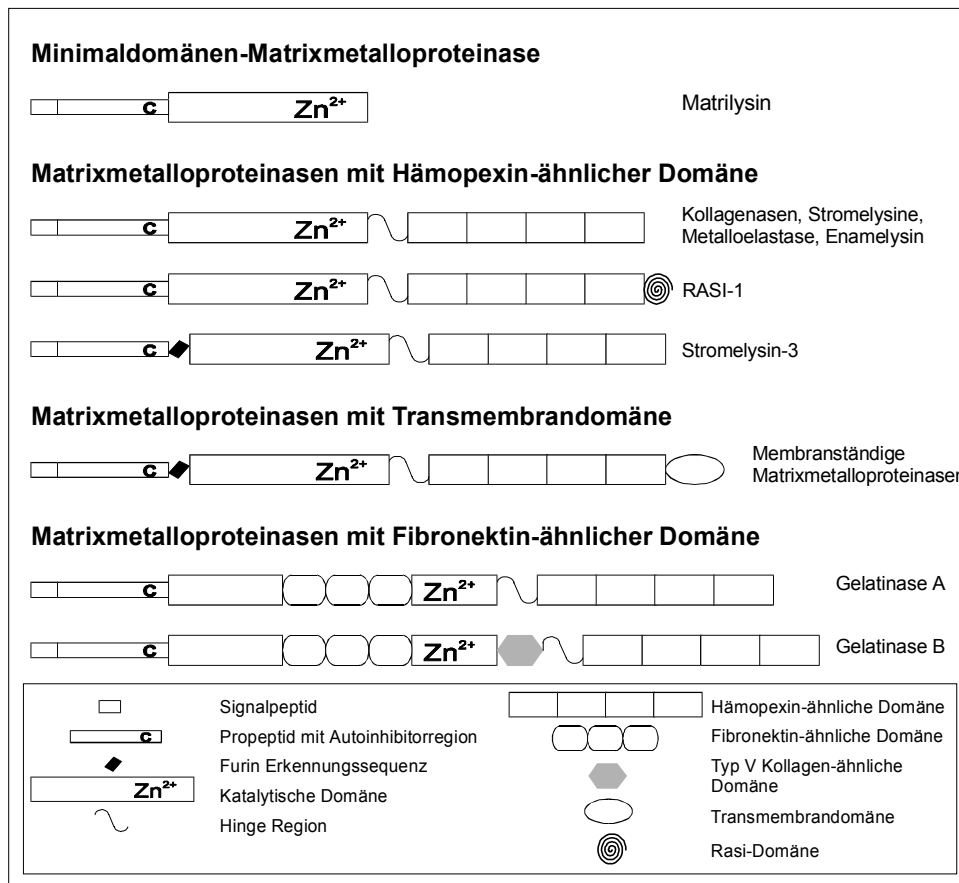 Minimaldomänen-Matrixmetalloproteinase
C Zn²⁺ Matrilysin
Matrixmetalloproteinasen mit Hämopexin-ähnlicher Domäne
C Zn²⁺ Kollagenasen, Stromelysine,
Metalloelastase, Enamelysin
C Zn²⁺ RASI-1
C Zn²⁺ Stromelysin-3
Matrixmetalloproteinasen mit Transmembrandomäne
C Zn²⁺ Membranständige
Matrixmetalloproteinasen
Matrixmetalloproteinasen mit Fibronektin-ähnlicher Domäne
C Zn²⁺ Gelatinase A
C Zn²⁺ Gelatinase B
Signalpeptid
C Propeptid mit Autoinhibitorregion
Furin Erkennungssequenz
Zn²⁺ Katalytische Domäne
Hinge Region
Hämopexin-ähnliche Domäne
Fibronektin-ähnliche Domäne
Typ V Kollagen-ähnliche
Domäne
Transmembrandomäne
Rasi-Domäne